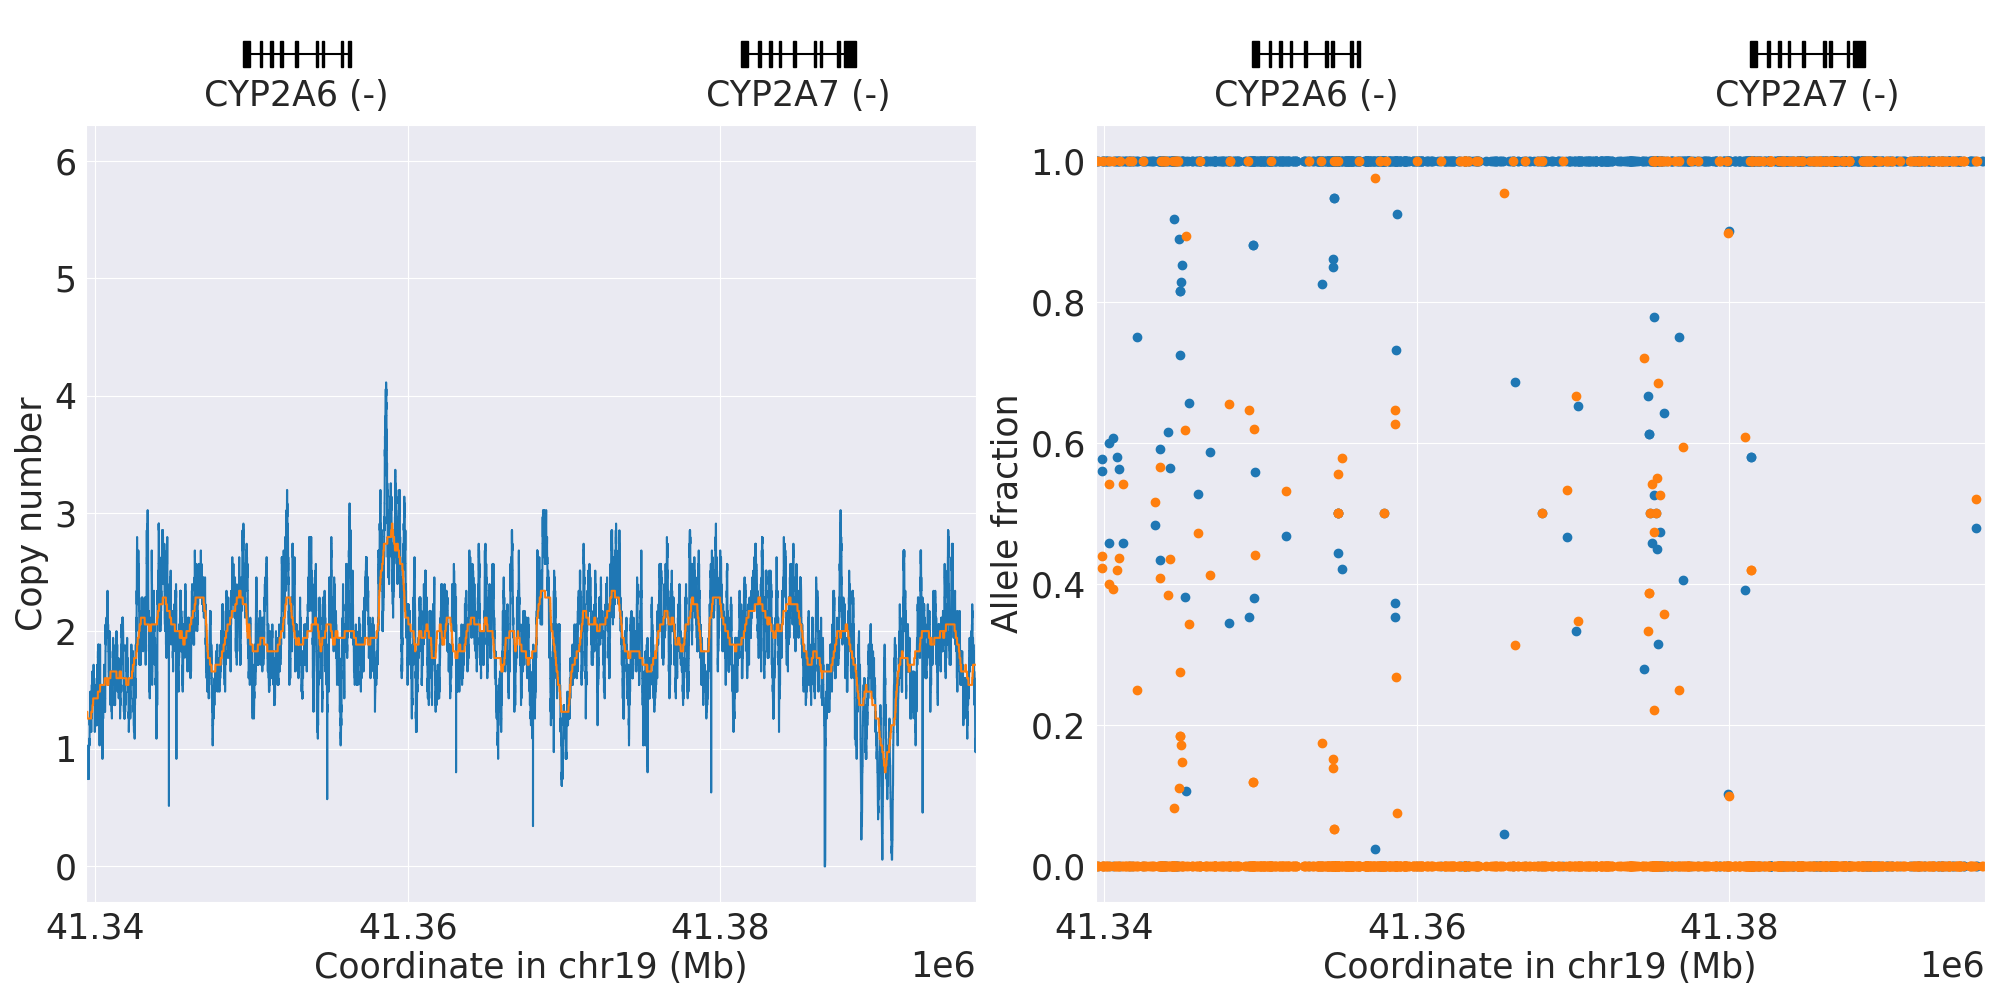 CYP2A6 (-)
CYP2A7 (-)
6
5
4
3
2
1
0
Copy number
41.34
41.36
41.38
Coordinate in chr19 (Mb)
1e6
CYP2A6 (-)
CYP2A7 (-)
1.0
0.8
0.6
0.4
0.2
0.0
Allele fraction
41.34
41.36
41.38
Coordinate in chr19 (Mb)
1e6